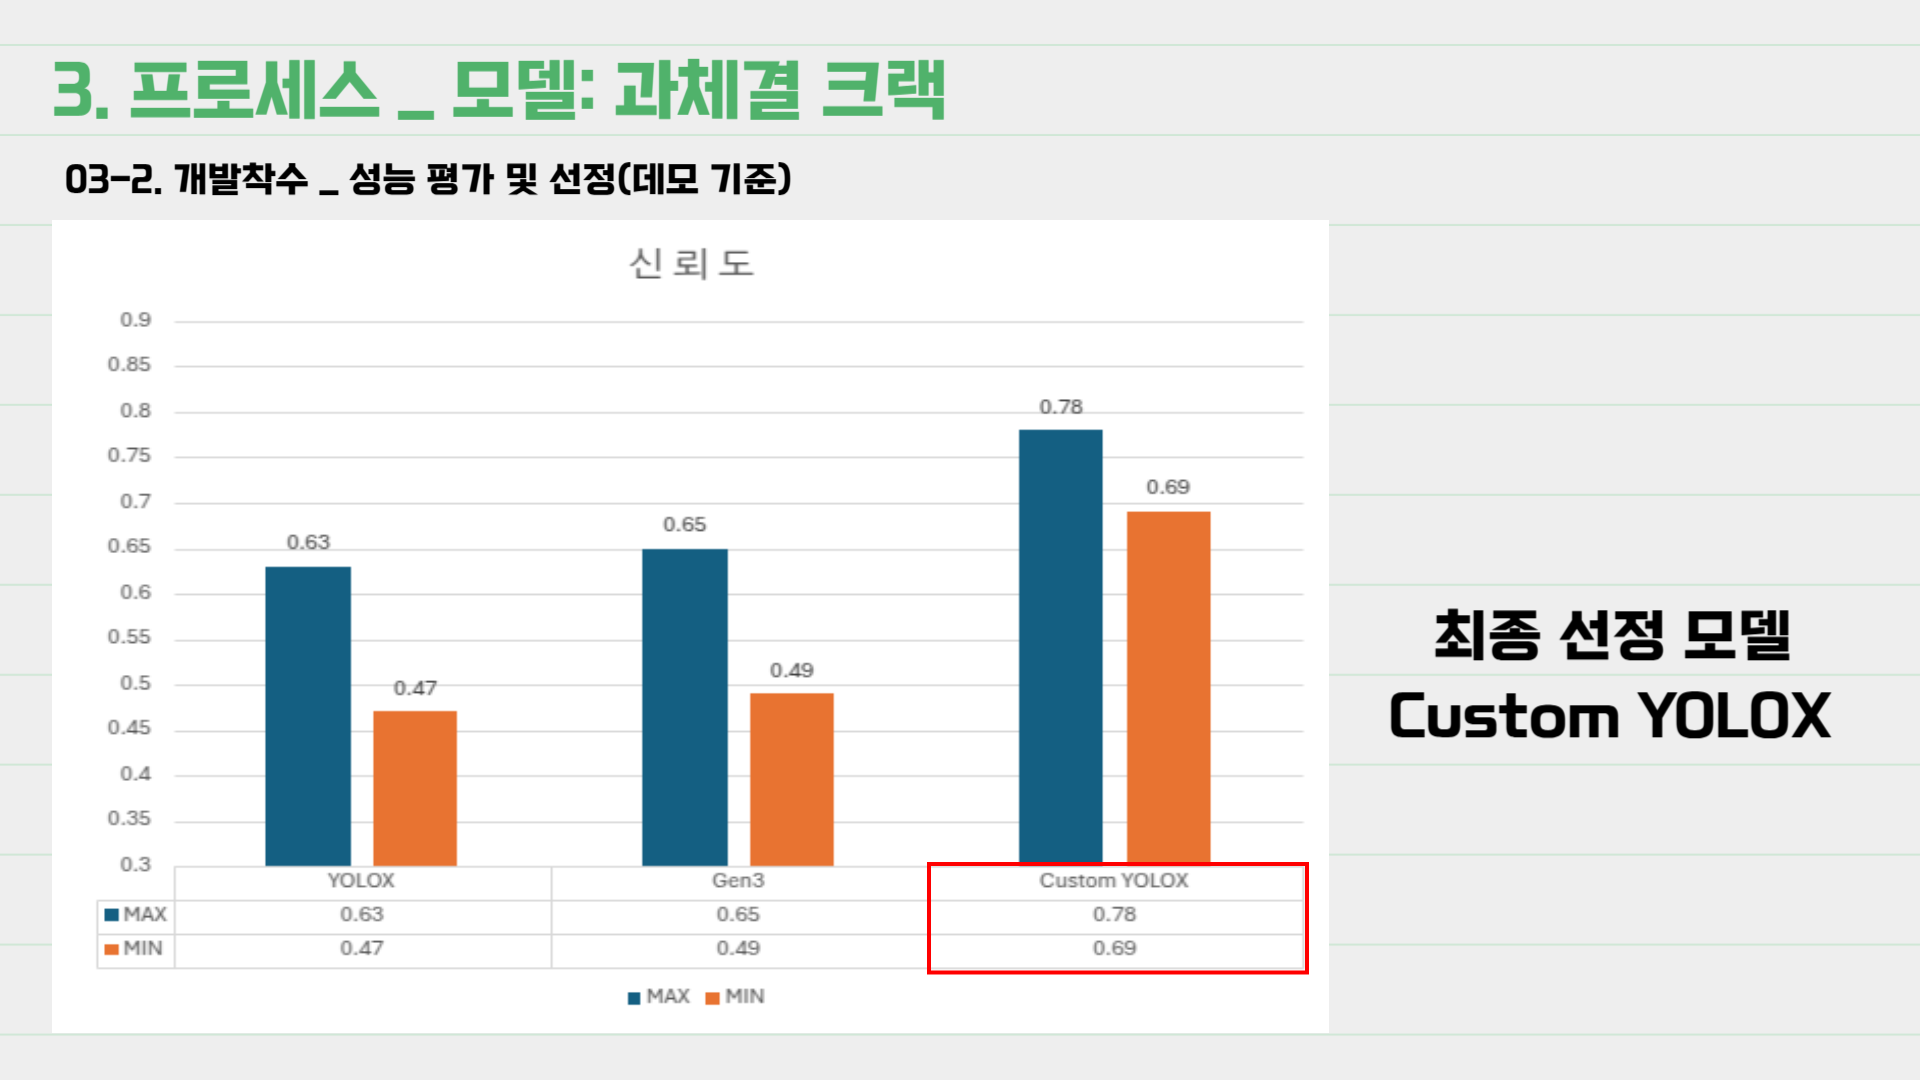 3. 프로세스 _ 모델: 과체결 크랙
03-2. 개발착수 _ 성능 평가 및 선정(데모 기준)
신뢰도
0.9
0.85
0.8
0.75
0.7
0.65
0.6
0.55
0.5
0.45
0.4
0.35
0.3
0.63
0.47
0.65
0.49
0.78
0.69
YOLOX Gen3 Custom YOLOX
MAX 0.63 0.65 0.78
MIN 0.47 0.49 0.69
MAX MIN
최종 선정 모델
Custom YOLOX